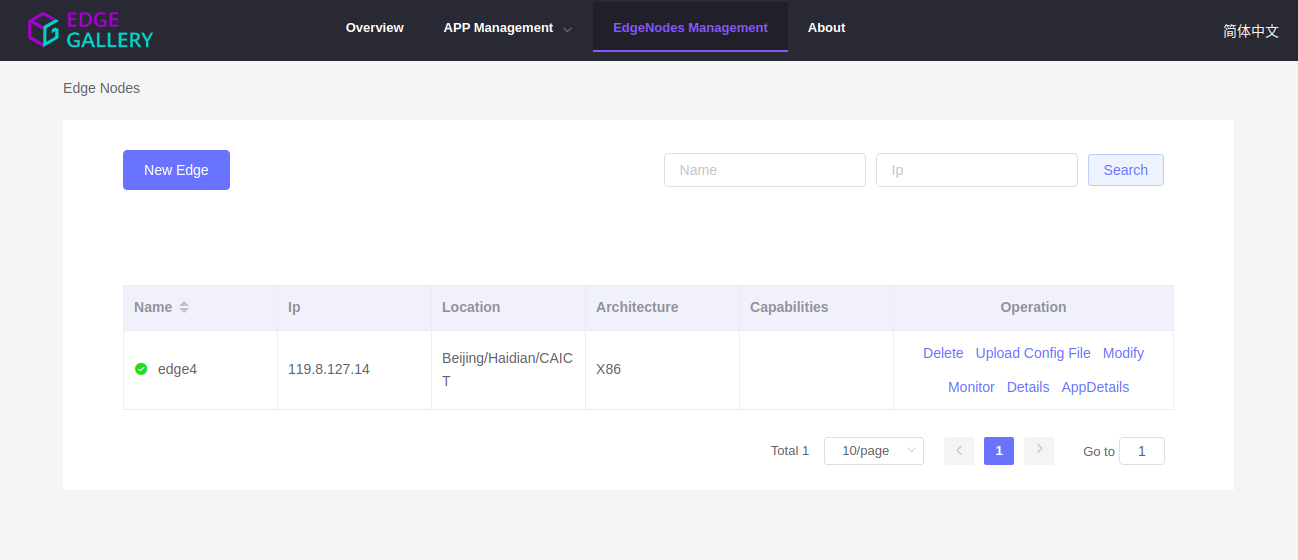 EDGE
GALLERY
Overview APP Management EdgeNodes Management About 简体中文
Edge Nodes
New Edge Name Ip Search
Name Ip Location Architecture Capabilities Operation
edge4 119.8.127.14 Beijing/Haidian/CAIC
T X86 Delete Upload Config File Modify
Monitor Details AppDetails
Total 1 10/page 1 Go to 1